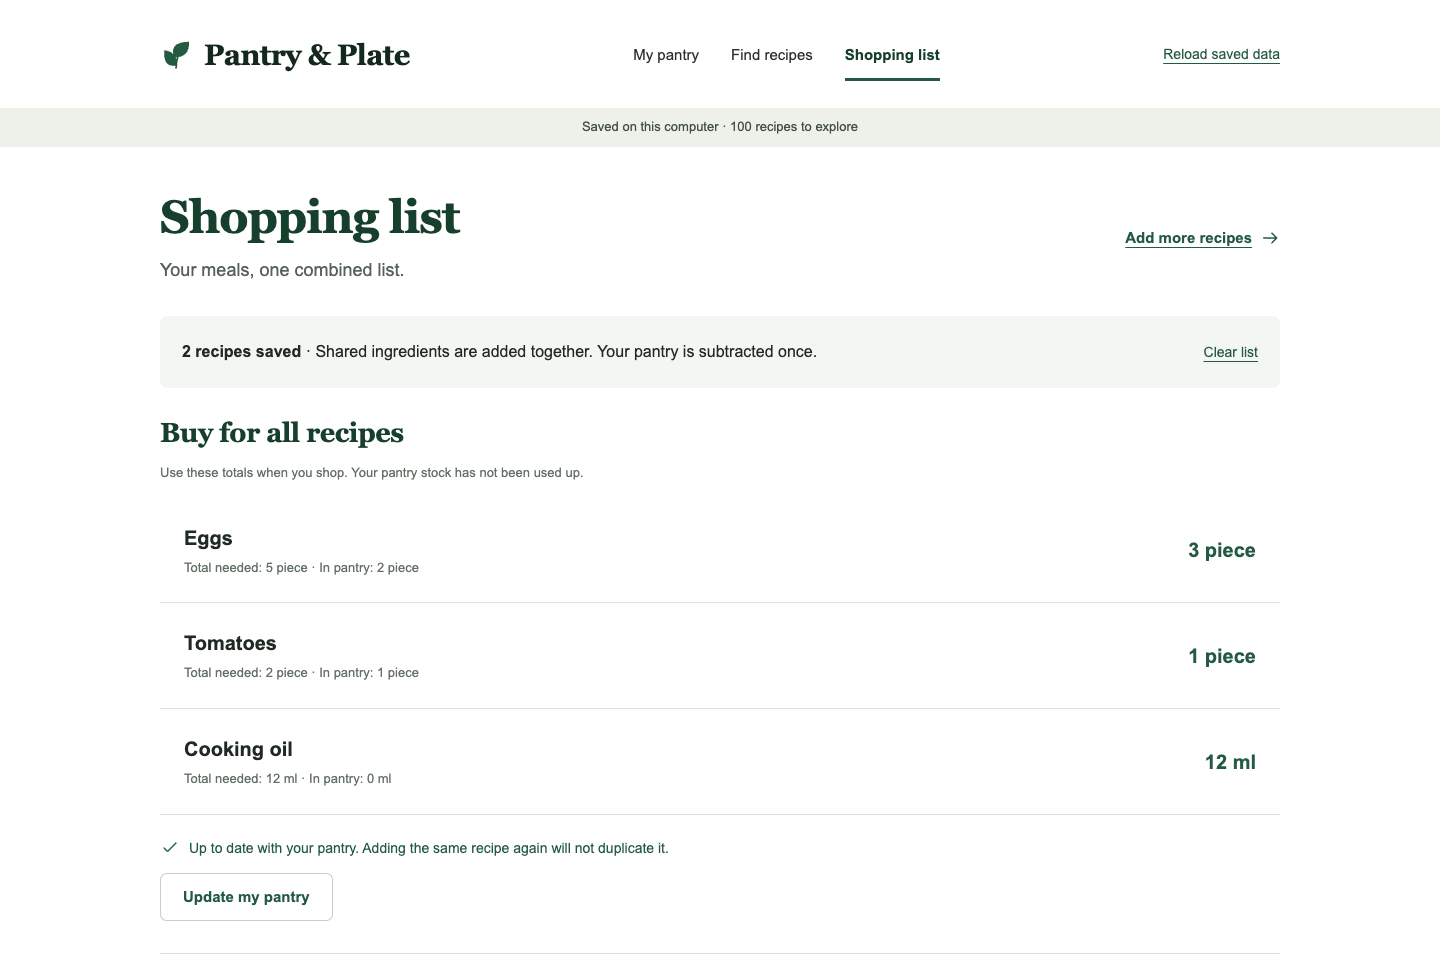 Pantry & Plate
My pantry
Find recipes
Shopping list
Reload saved data
Saved on this computer · 100 recipes to explore
Shopping list
Your meals, one combined list.
Add more recipes
2 recipes saved · Shared ingredients are added together. Your pantry is subtracted once.
Clear list
Buy for all recipes
Use these totals when you shop. Your pantry stock has not been used up.
Eggs
Total needed: 5 piece · In pantry: 2 piece
3 piece
Tomatoes
Total needed: 2 piece · In pantry: 1 piece
1 piece
Cooking oil
Total needed: 12 ml · In pantry: 0 ml
12 ml
Up to date with your pantry. Adding the same recipe again will not duplicate it.
Update my pantry